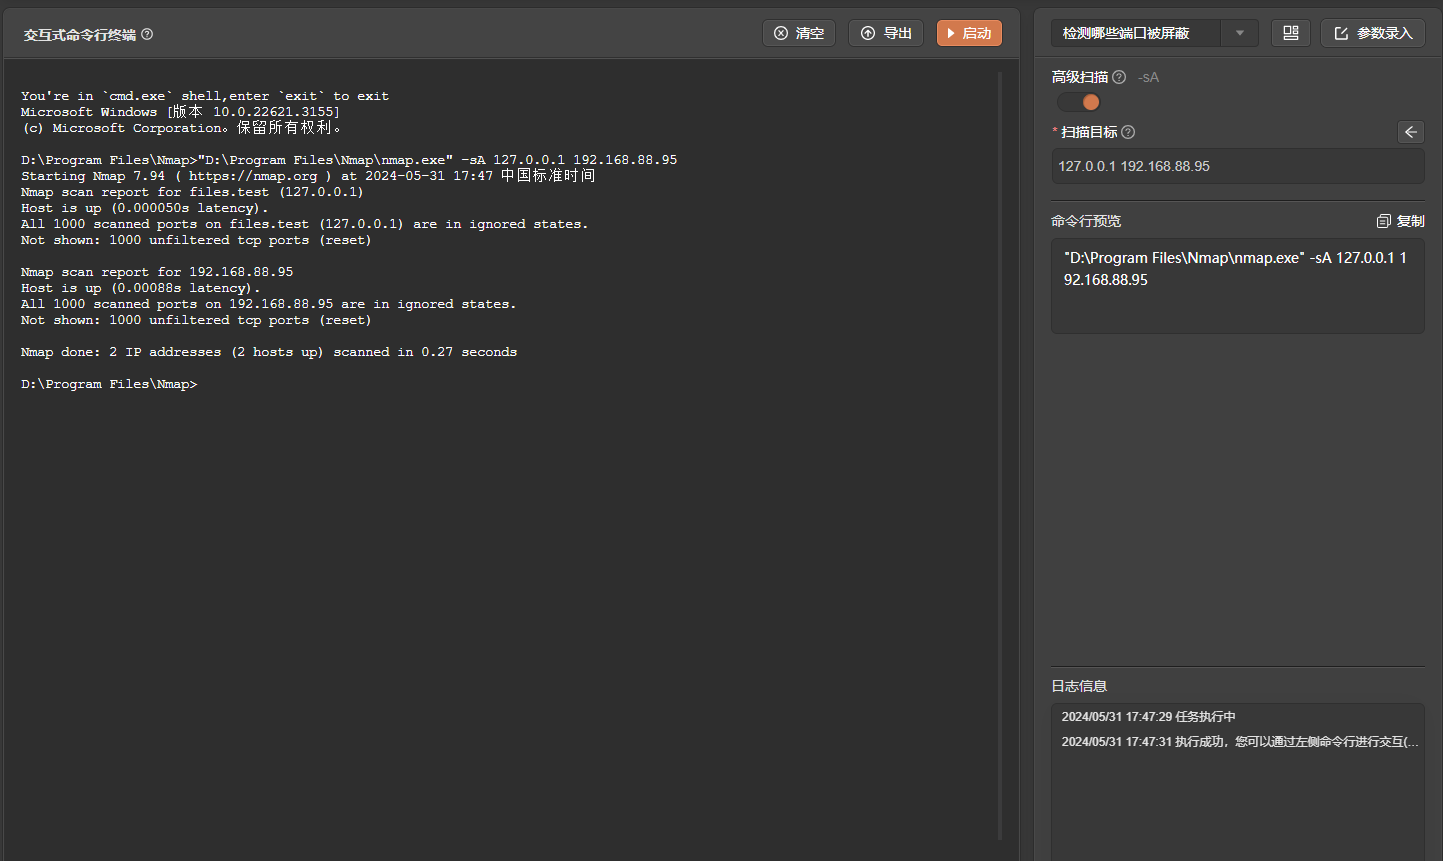 交互式命令行终端
清空
导出
启动
You're in `cmd.exe` shell,enter `exit` to exit
Microsoft Windows [版本 10.0.22621.3155]
(c) Microsoft Corporation。保留所有权利。
D:\Program Files\Nmap>"D:\Program Files\Nmap\nmap.exe" -sA 127.0.0.1 192.168.88.95
Starting Nmap 7.94 ( https://nmap.org ) at 2024-05-31 17:47 中国标准时间
Nmap scan report for files.test (127.0.0.1)
Host is up (0.000050s latency).
All 1000 scanned ports on files.test (127.0.0.1) are in ignored states.
Not shown: 1000 unfiltered tcp ports (reset)
Nmap scan report for 192.168.88.95
Host is up (0.00088s latency).
All 1000 scanned ports on 192.168.88.95 are in ignored states.
Not shown: 1000 unfiltered tcp ports (reset)
Nmap done: 2 IP addresses (2 hosts up) scanned in 0.27 seconds
D:\Program Files\Nmap>
检测哪些端口被屏蔽
参数录入
高级扫描 -sA
* 扫描目标
127.0.0.1 192.168.88.95
命令行预览
复制
"D:\Program Files\Nmap\nmap.exe" -sA 127.0.0.1 1
92.168.88.95
日志信息
2024/05/31 17:47:29 任务执行中
2024/05/31 17:47:31 执行成功，您可以通过左侧命令行进行交互(...